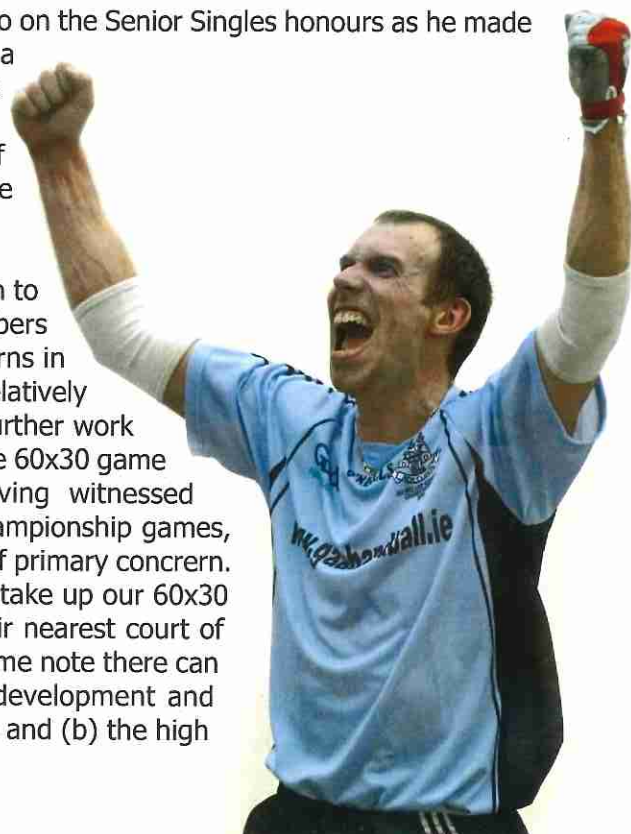 o on the Senior Singles honours as he made
a
f
e
n to
bers
rns in
latively
urther work
e 60x30 game
ving witnessed
ampionship games,
f primary concrern.
take up our 60x30
ir nearest court of
me note there can
development and
and (b) the high
O'NEILLS
www.gaahandball.ie